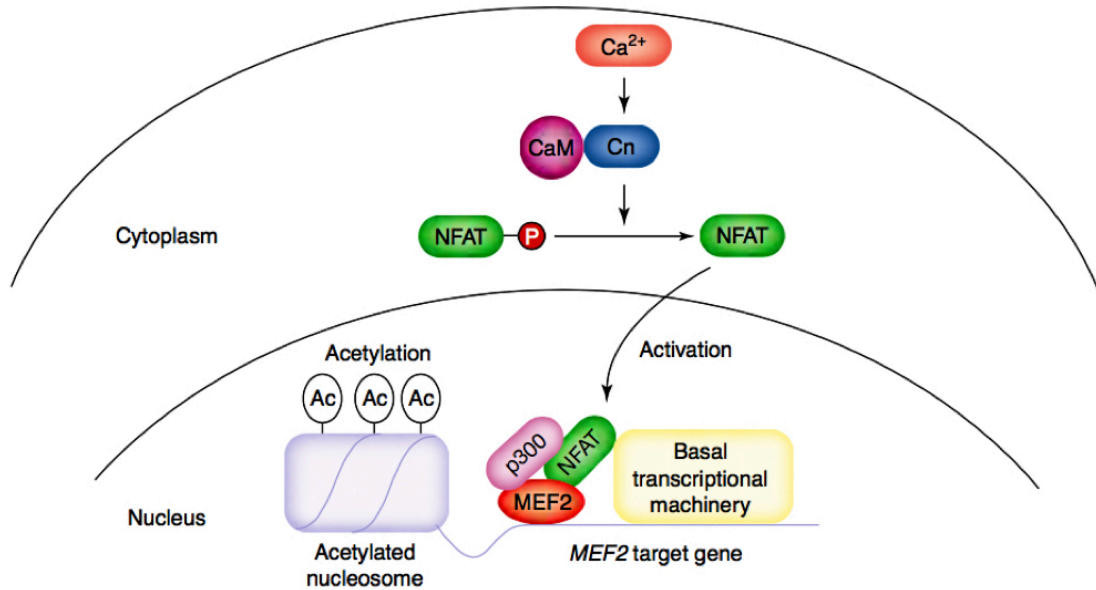 Ca²⁺
CaM
Cn
Cytoplasm
NFAT
P
NFAT
Activation
Acetylation
Ac
Ac
Ac
p300
NFAT
MEF2
Basal
transcriptional
machinery
Nucleus
Acetylated
nucleosome
MEF2 target gene